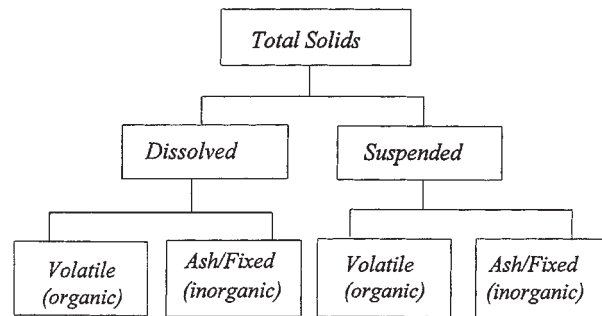 Total Solids
Dissolved
Suspended
Volatile
(organic)
Ash/Fixed
(inorganic)
Volatile
(organic)
Ash/Fixed
(inorganic)